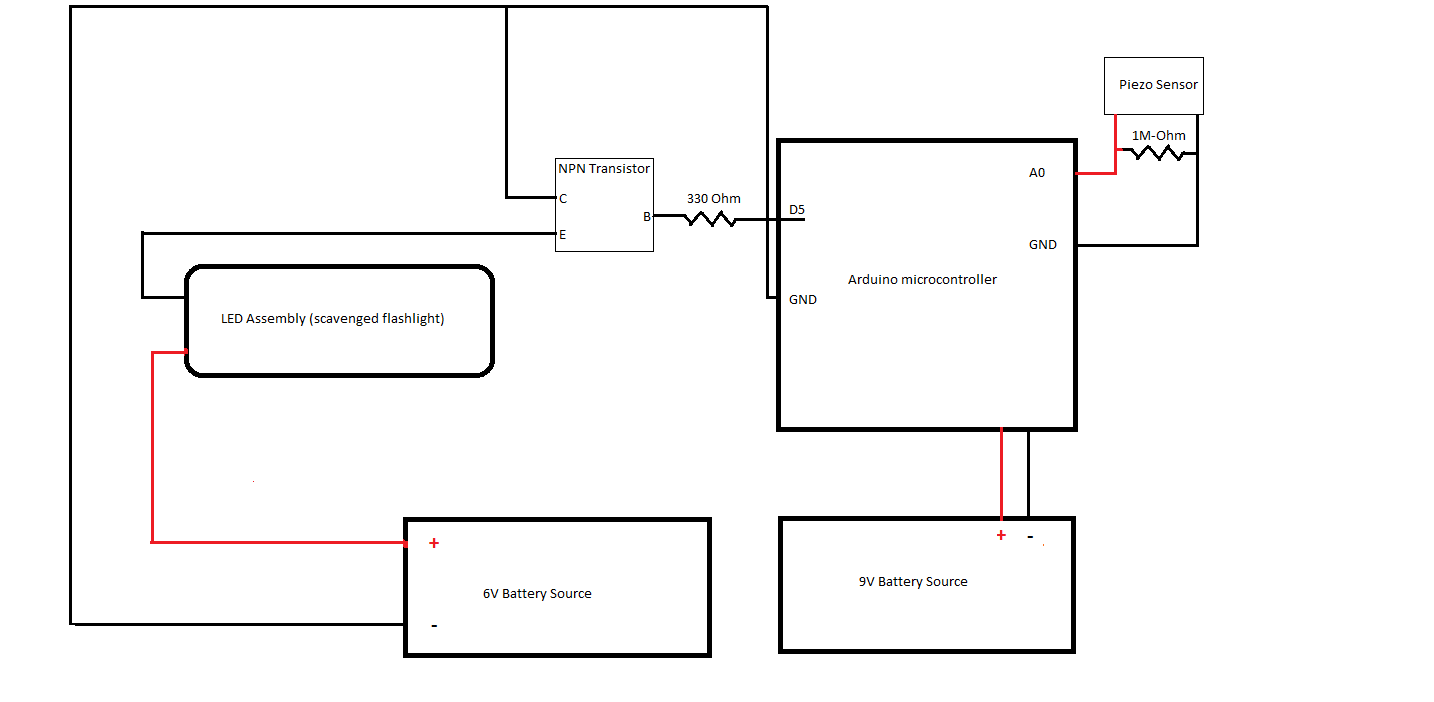 Piezo Sensor
1M-Ohm
NPN Transistor
A0
C
330 Ohm
D5
B
E
GND
Arduino microcontroller
GND
LED Assembly (scavenged flashlight)
+
-
6V Battery Source
+ -
9V Battery Source